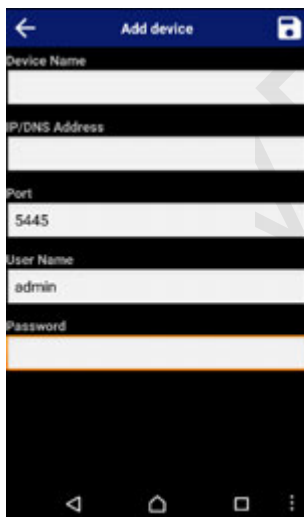 Add device
Device Name
IP/DNS Address
Port
5445
User Name
admin
Password